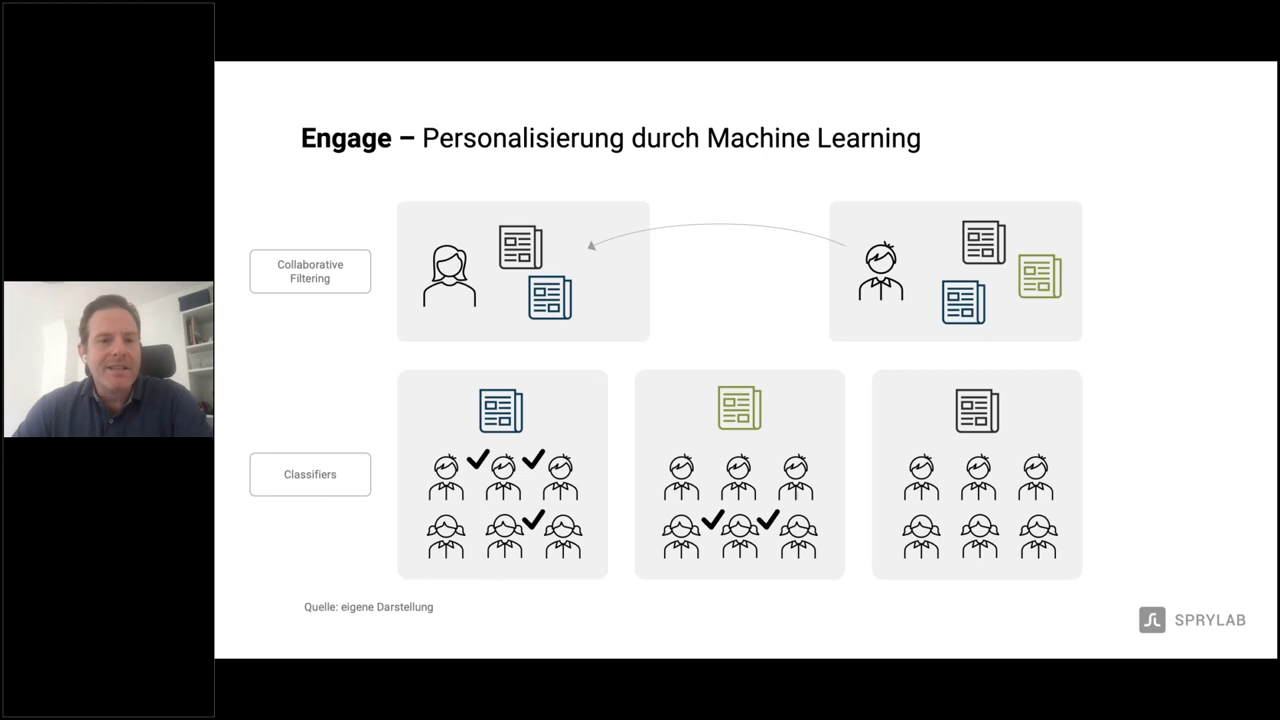 Engage – Personalisierung durch Machine Learning
Collaborative
Filtering
Classifiers
Quelle: eigene Darstellung
SPRYLAB